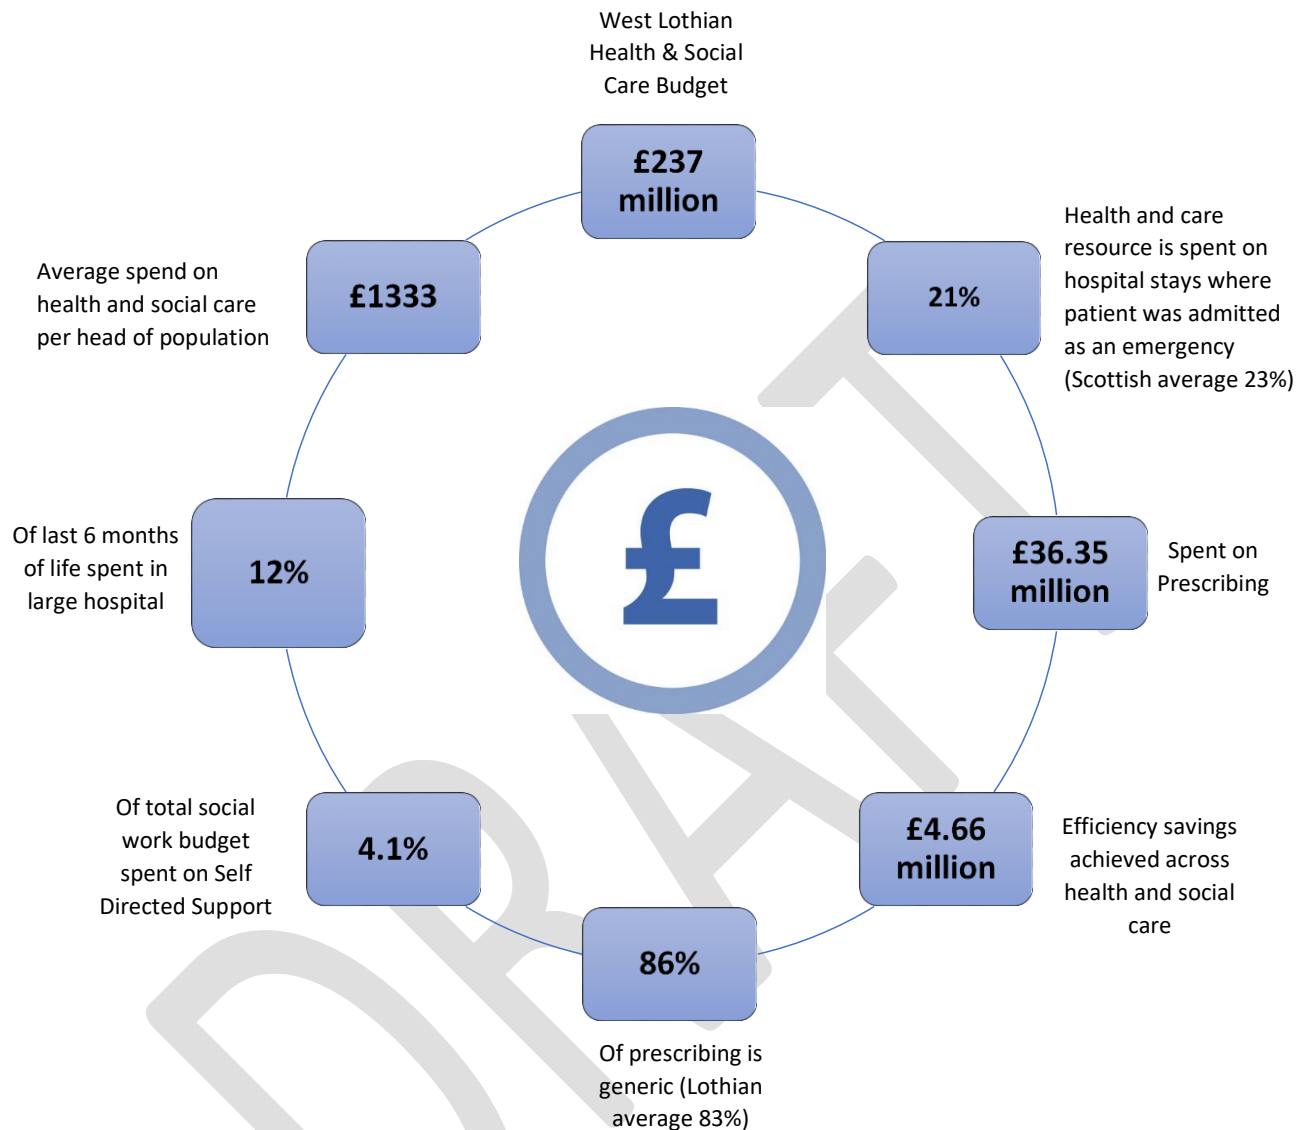 West Lothian
Health & Social
Care Budget
£237
million
Health and care
resource is spent on
hospital stays where
patient was admitted
as an emergency
(Scottish average 23%)
21%
£36.35
million
Spent on
Prescribing
£4.66
million
Efficiency savings
achieved across
health and social
care
86%
Of prescribing is
generic (Lothian
average 83%)
4.1%
Of total social
work budget
spent on Self
Directed Support
12%
Of last 6 months
of life spent in
large hospital
£1333
Average spend on
health and social care
per head of population
£
DRAFT